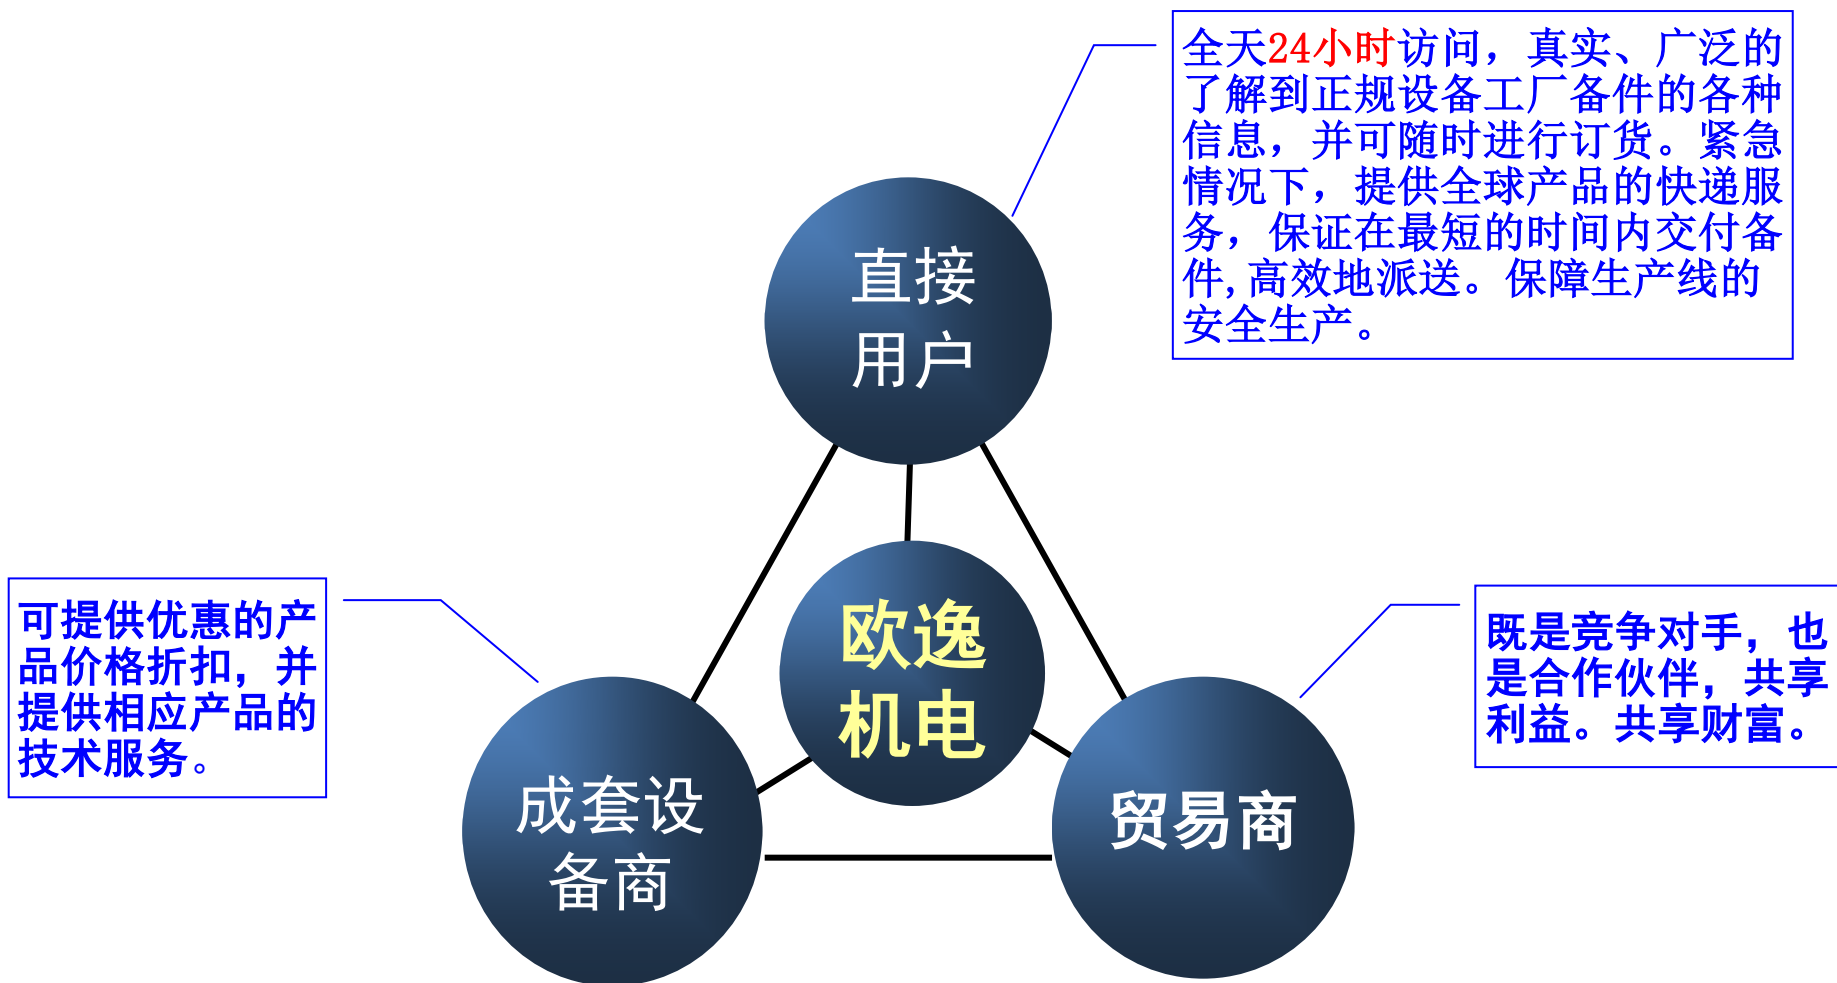 全天24小时访问，真实、广泛的
了解到正规设备工厂备件的各种
信息，并可随时进行订货。紧急
情况下，提供全球产品的快递服
务，保证在最短的时间内交付备
件,高效地派送。保障生产线的
安全生产。
直接
用户
欧逸
机电
可提供优惠的产
品价格折扣，并
提供相应产品的
技术服务。
既是竞争对手，也
是合作伙伴，共享
利益。共享财富。
成套设
备商
贸易商